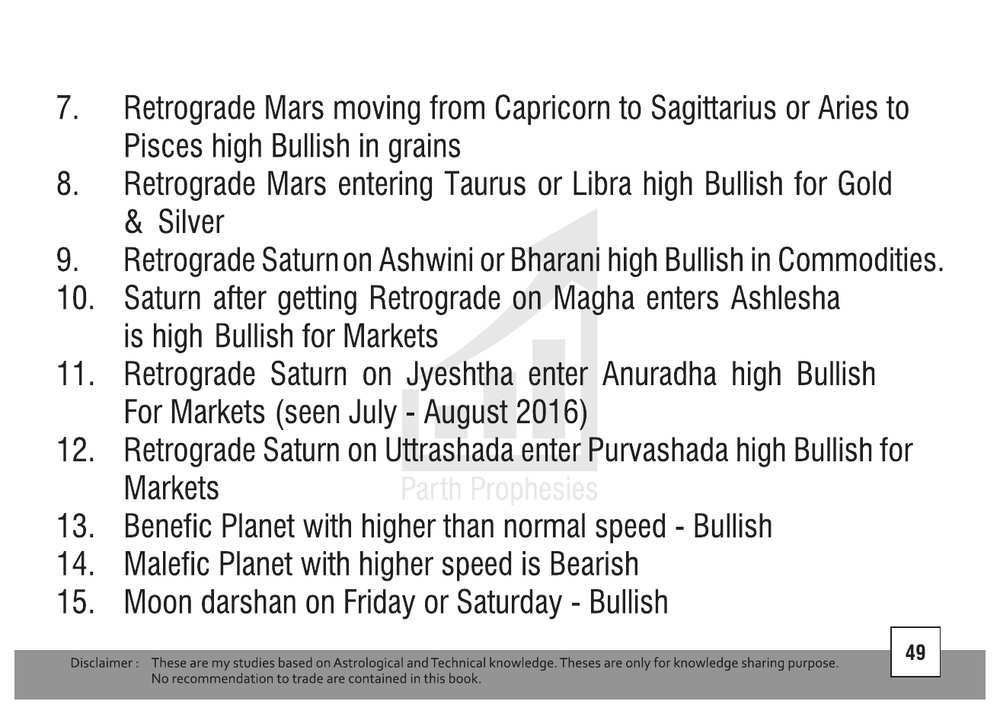 7. Retrograde Mars moving from Capricorn to Sagittarius or Aries to
Pisces high Bullish in grains
8. Retrograde Mars entering Taurus or Libra high Bullish for Gold
& Silver
9. Retrograde Saturn on Ashwini or Bharani high Bullish in Commodities.
10. Saturn after getting Retrograde on Magha enters Ashlesha
is high Bullish for Markets
11. Retrograde Saturn on Jyeshtha enter Anuradha high Bullish
For Markets (seen July - August 2016)
12. Retrograde Saturn on Uttrashada enter Purvashada high Bullish for
Markets
Parth Prophesies
13. Benefic Planet with higher than normal speed - Bullish
14. Malefic Planet with higher speed is Bearish
15. Moon darshan on Friday or Saturday - Bullish
Disclaimer : These are my studies based on Astrological and Technical knowledge. Theses are only for knowledge sharing purpose.
No recommendation to trade are contained in this book.
49